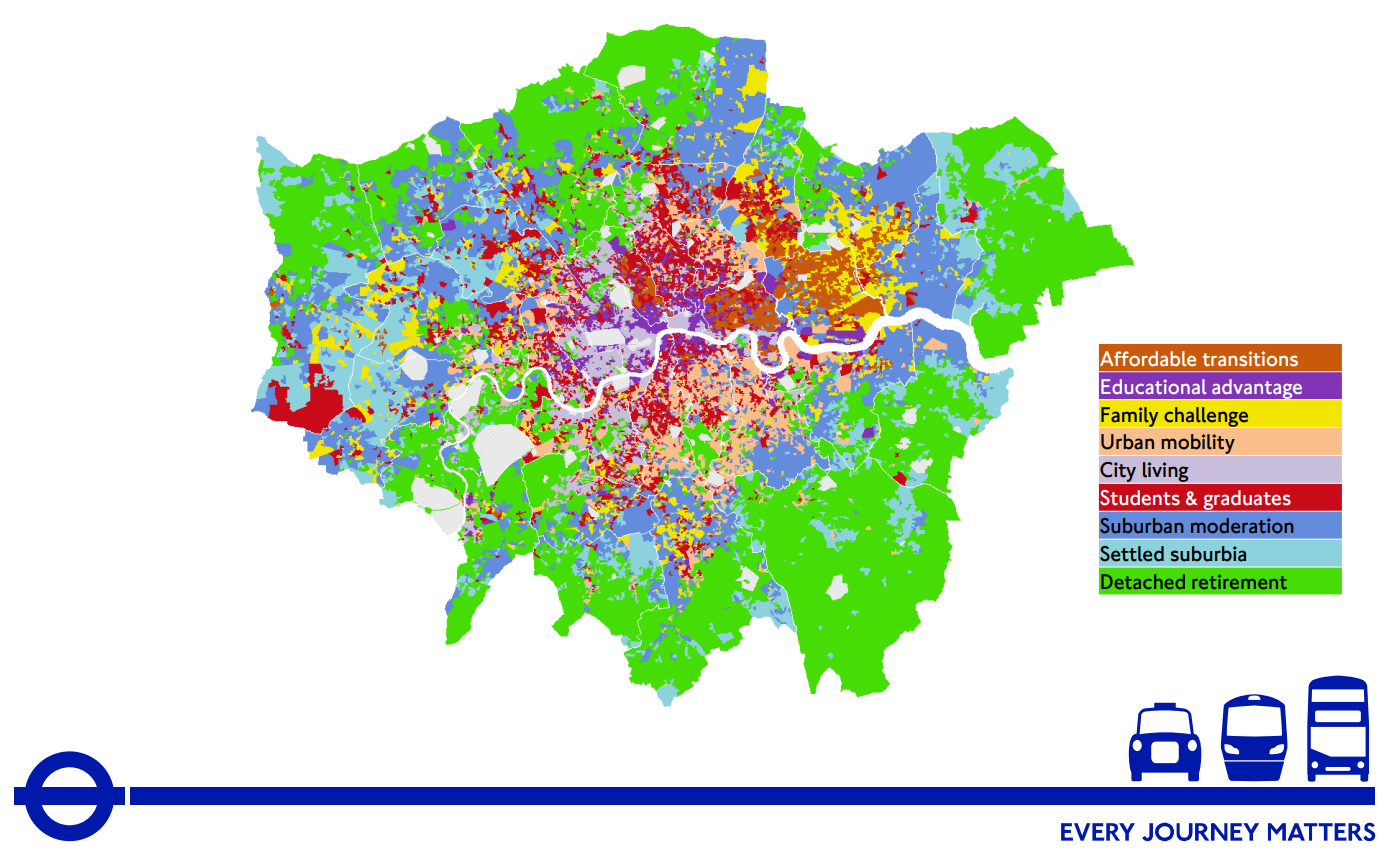 Affordable transitions
Educational advantage
Family challenge
Urban mobility
City living
Students & graduates
Suburban moderation
Settled suburbia
Detached retirement
EVERY JOURNEY MATTERS